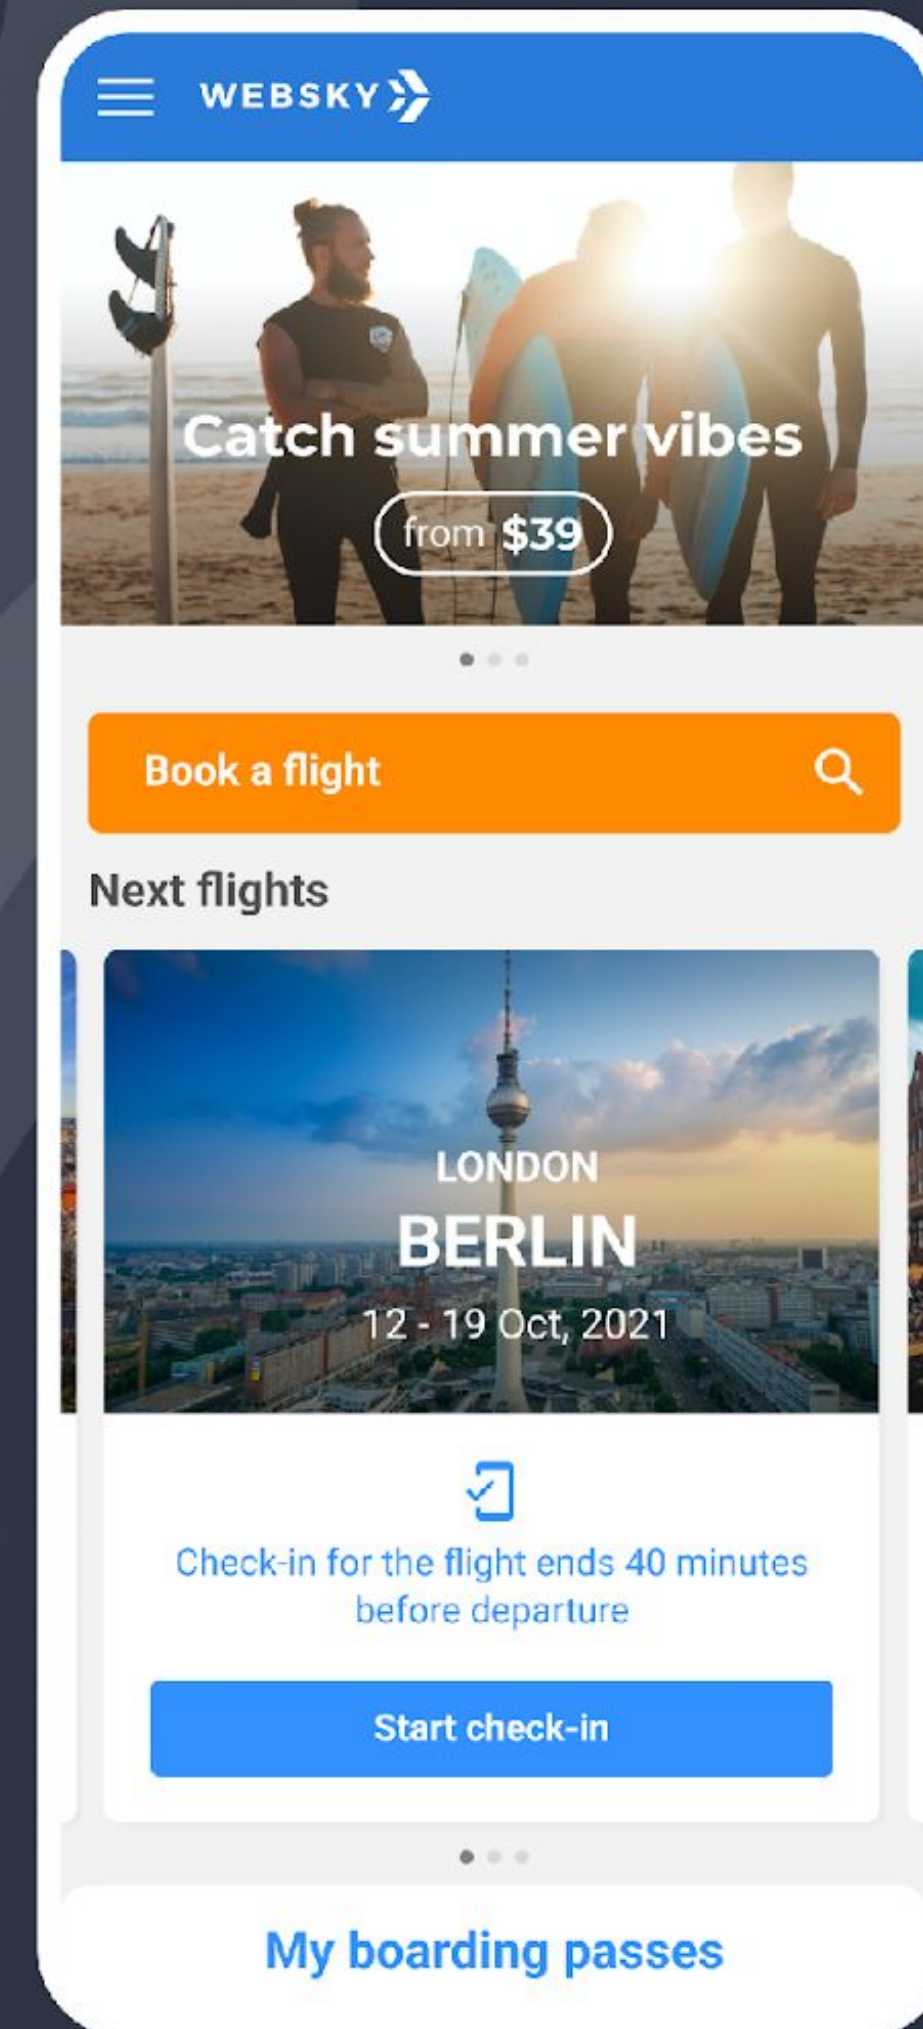 WEBSKY
Catch summer vibes
from $39
Book a flight
Next flights
LONDON
BERLIN
12 - 19 Oct, 2021
Check-in for the flight ends 40 minutes
before departure
Start check-in
My boarding passes